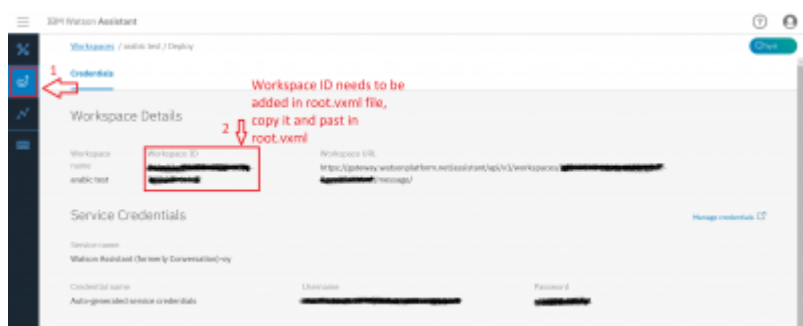 IBM Watson Assistant
Workspaces / arabic test / Deploy
Credentials
1
Workspace ID needs to
be added in root.vxml file,
copy it and past in
root.vxml
2
Workspace Details
Workspace
name
arabic test
Workspace ID
Workspace URL
https://gateway.watsonplatform.net/assistant/api/v1/workspaces/
/message/
Service Credentials
Manage credentials
Service name
Watson Assistant (formerly Conversation)-oy
Credential name
Auto-generated service credentials
Username
Password